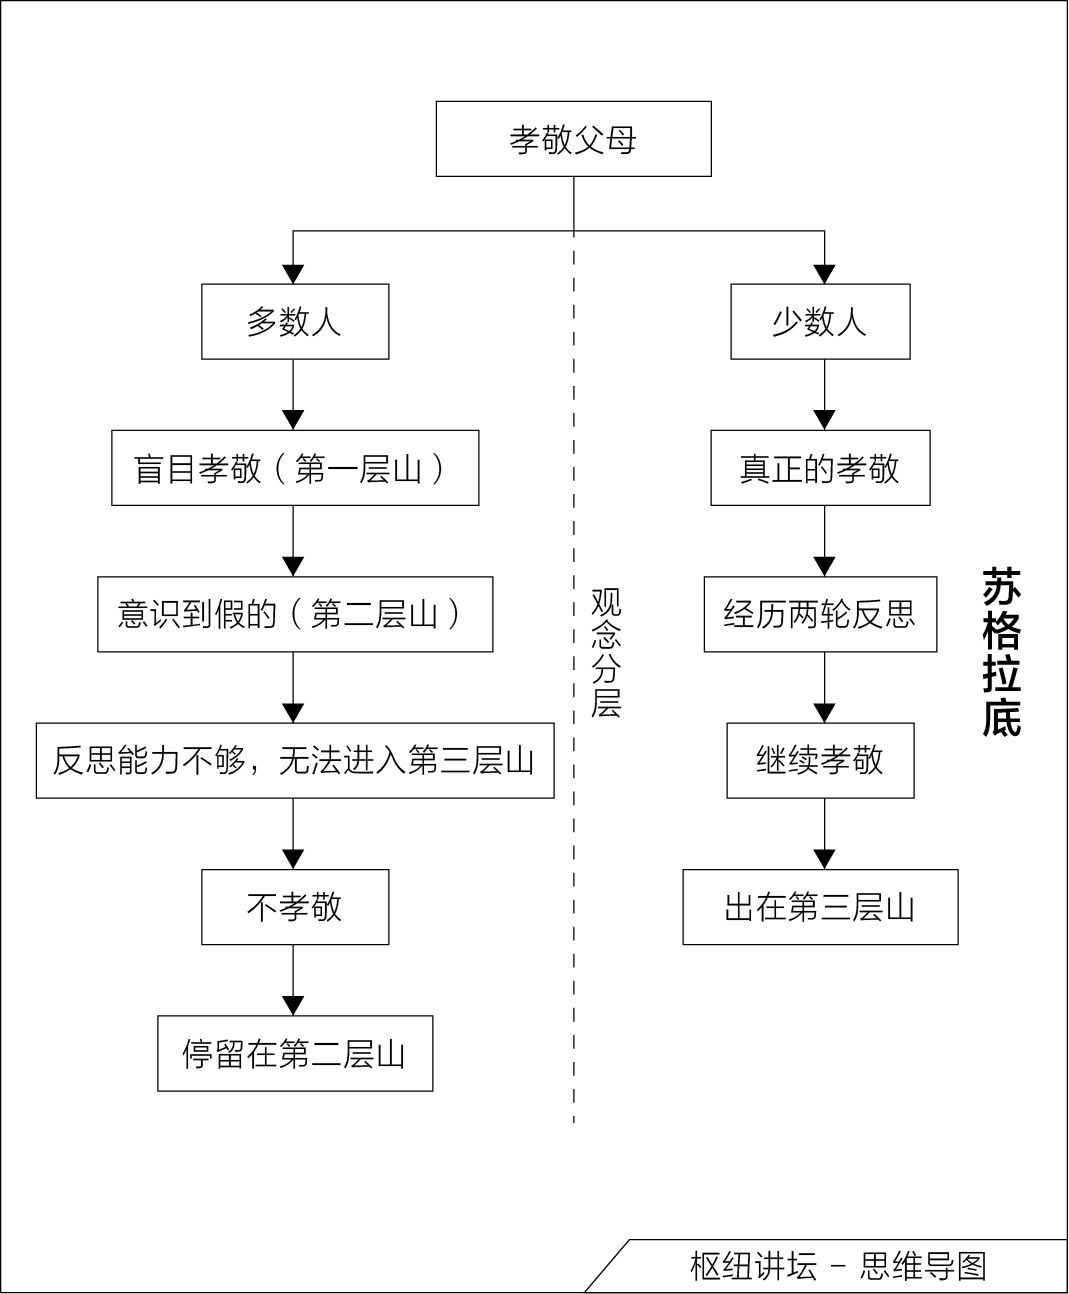 孝敬父母
多数人
盲目孝敬（第一层山）
意识到假的（第二层山）
反思能力不够，无法进入第三层山
不孝敬
停留在第二层山
观念分层
少数人
真正的孝敬
经历两轮反思
继续孝敬
出在第三层山
苏格拉底
枢纽讲坛 - 思维导图